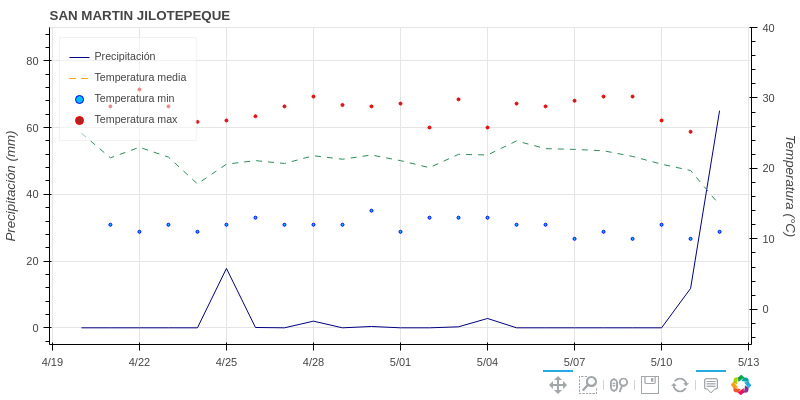 SAN MARTIN JILOTEPEQUE
Precipitación
Temperatura media
Temperatura min
Temperatura max
Precipitación (mm)
80
60
40
20
0
Temperatura (°C)
40
30
20
10
0
4/19 4/22 4/25 4/28 5/01 5/04 5/07 5/10 5/13